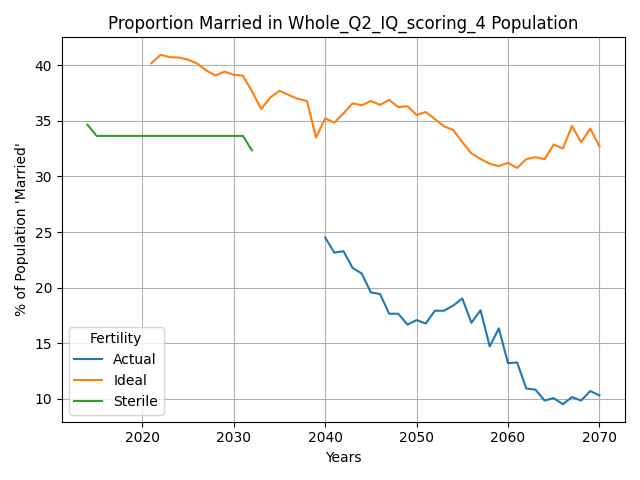 Proportion Married in Whole_Q2_IQ_scoring_4 Population
% of Population 'Married'
40
35
30
25
20
15
10
Fertility
Actual
Ideal
Sterile
2020
2030
2040
2050
2060
2070
Years